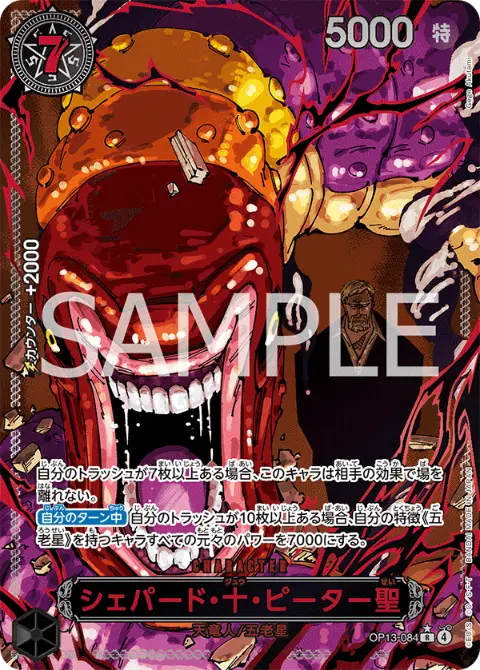 7
5000 特
カウンター +2000
SAMPLE
自分のトラッシュが7枚以上ある場合、このキャラは相手の効果で場を
離れない。
自分のターン中 自分のトラッシュが10枚以上ある場合、自分の特徴《五
老星》を持つキャラすべての元々のパワーを7000にする。
CHARACTER
シェパード・十・ピーター聖
天竜人/五老星
OP13-084 R 4